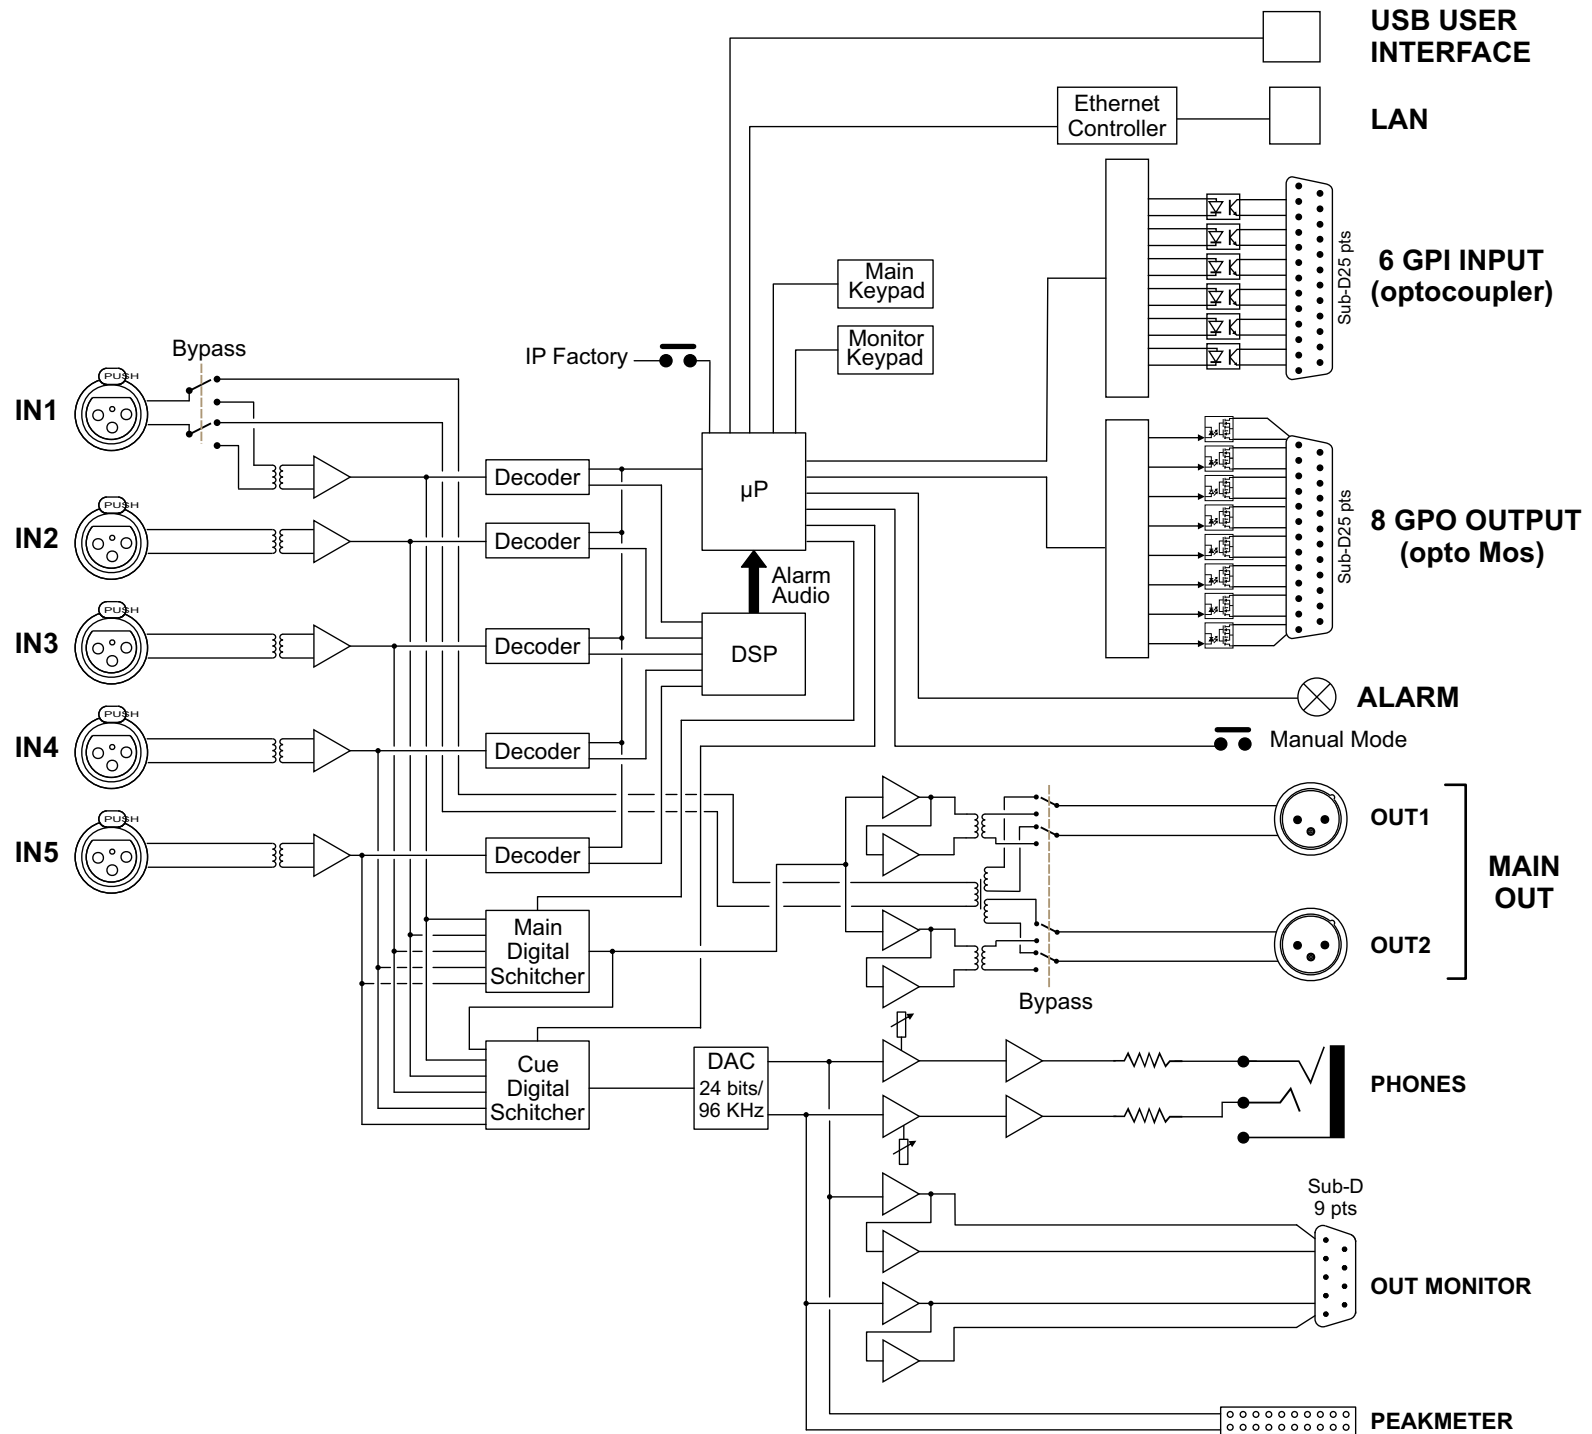 USB USER
INTERFACE
Ethernet
Controller
LAN
Main
Keypad
Sub-D25 pts
6 GPI INPUT
(optocoupler)
Monitor
Keypad
IP Factory
Bypass
PUSH
IN1
Decoder
µP
Sub-D25 pts
8 GPO OUTPUT
(opto Mos)
PUSH
IN2
Decoder
Alarm
Audio
PUSH
IN3
Decoder
DSP
ALARM
PUSH
IN4
Decoder
Manual Mode
PUSH
IN5
Decoder
OUT1
MAIN
OUT
OUT2
Main
Digital
Schitcher
Bypass
Cue
Digital
Schitcher
DAC
24 bits/
96 KHz
PHONES
Sub-D
9 pts
OUT MONITOR
PEAKMETER